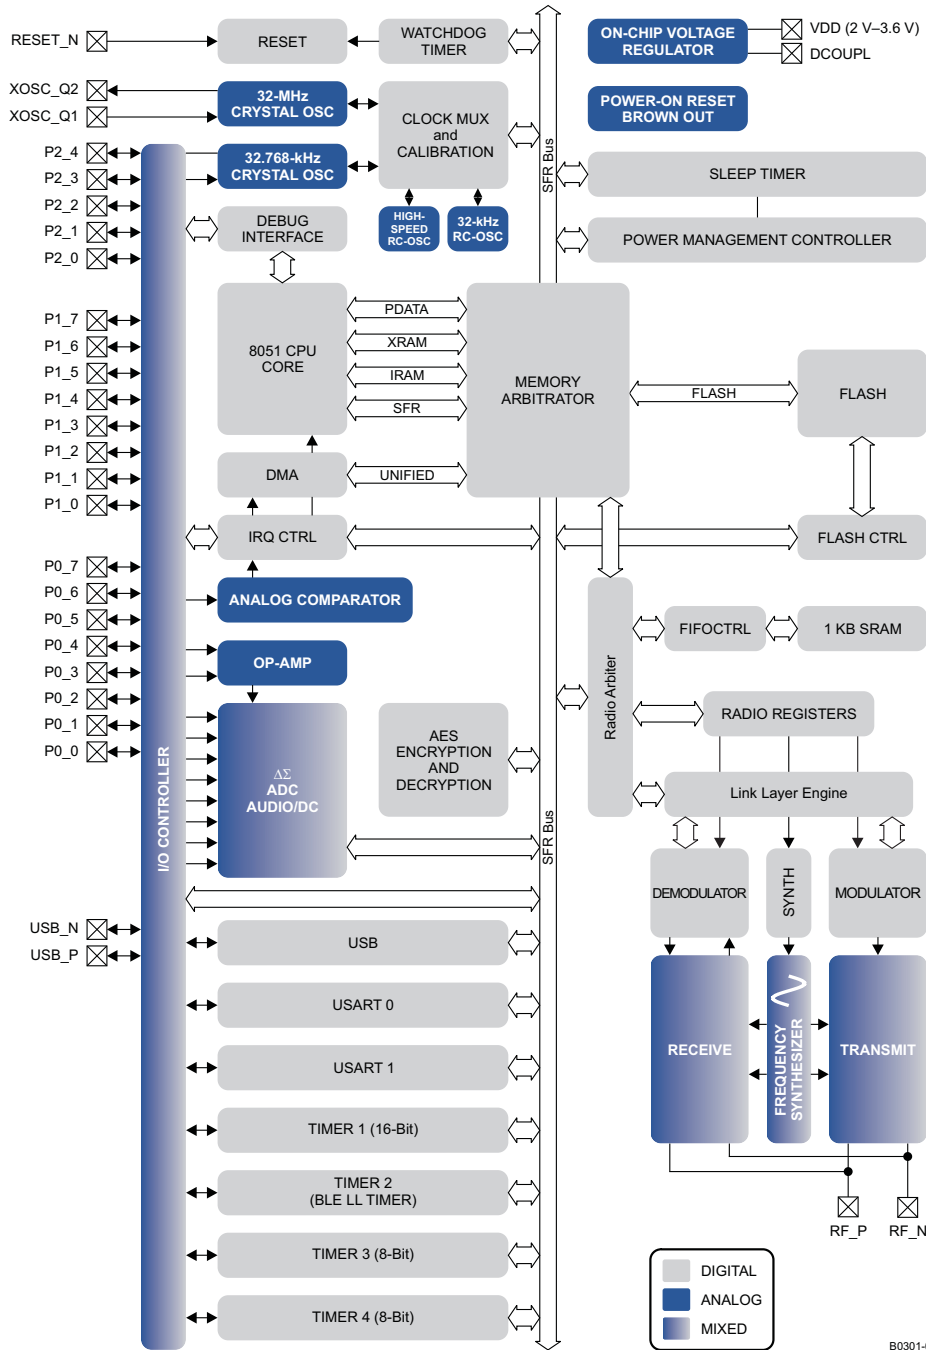 RESET_N
RESET
WATCHDOG
TIMER
ON-CHIP VOLTAGE
REGULATOR
VDD (2 V–3.6 V)
DCOUPL
XOSC_Q2
XOSC_Q1
32-MHz
CRYSTAL OSC
CLOCK MUX
and
CALIBRATION
SFR Bus
POWER-ON RESET
BROWN OUT
P2_4
P2_3
P2_2
P2_1
P2_0
32.768-kHz
CRYSTAL OSC
SLEEP TIMER
DEBUG
INTERFACE
HIGH-
SPEED
RC-OSC
32-kHz
RC-OSC
POWER MANAGEMENT CONTROLLER
P1_7
P1_6
P1_5
P1_4
P1_3
P1_2
P1_1
P1_0
8051 CPU
CORE
PDATA
XRAM
IRAM
SFR
MEMORY
ARBITRATOR
FLASH
FLASH
DMA
UNIFIED
IRQ CTRL
FLASH CTRL
P0_7
P0_6
P0_5
P0_4
P0_3
P0_2
P0_1
P0_0
ANALOG COMPARATOR
OP-AMP
Radio Arbiter
FIFOCTRL
1 KB SRAM
RADIO REGISTERS
I/O CONTROLLER
ΔΣ
ADC
AUDIO/DC
AES
ENCRYPTION
AND
DECRYPTION
Link Layer Engine
SFR Bus
DEMODULATOR
SYNTH
MODULATOR
USB_N
USB_P
USB
USART 0
USART 1
TIMER 1 (16-Bit)
TIMER 2
(BLE LL TIMER)
TIMER 3 (8-Bit)
TIMER 4 (8-Bit)
RECEIVE
FREQUENCY
SYNTHESIZER
TRANSMIT
RF_P
RF_N
DIGITAL
ANALOG
MIXED